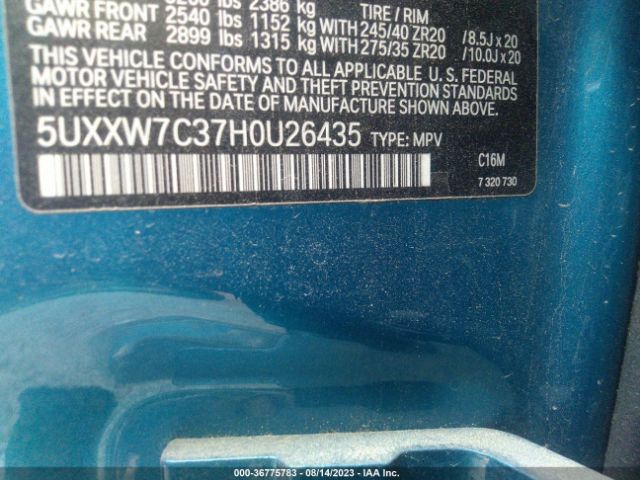 lbs 2386 kg TIRE / RIM
GAWR FRONT 2540 lbs 1152 kg WITH 245/40 ZR20 /8.5J x 20
GAWR REAR 2899 lbs 1315 kg WITH 275/35 ZR20 /10.0J x 20
THIS VEHICLE CONFORMS TO ALL APPLICABLE U. S. FEDERAL
MOTOR VEHICLE SAFETY AND THEFT PREVENTION STANDARDS
IN EFFECT ON THE DATE OF MANUFACTURE SHOWN ABOVE.
5UXXW7C37H0U26435 TYPE: MPV
C16M
7 320 730
000-36775783 - 08/14/2023 - IAA Inc.